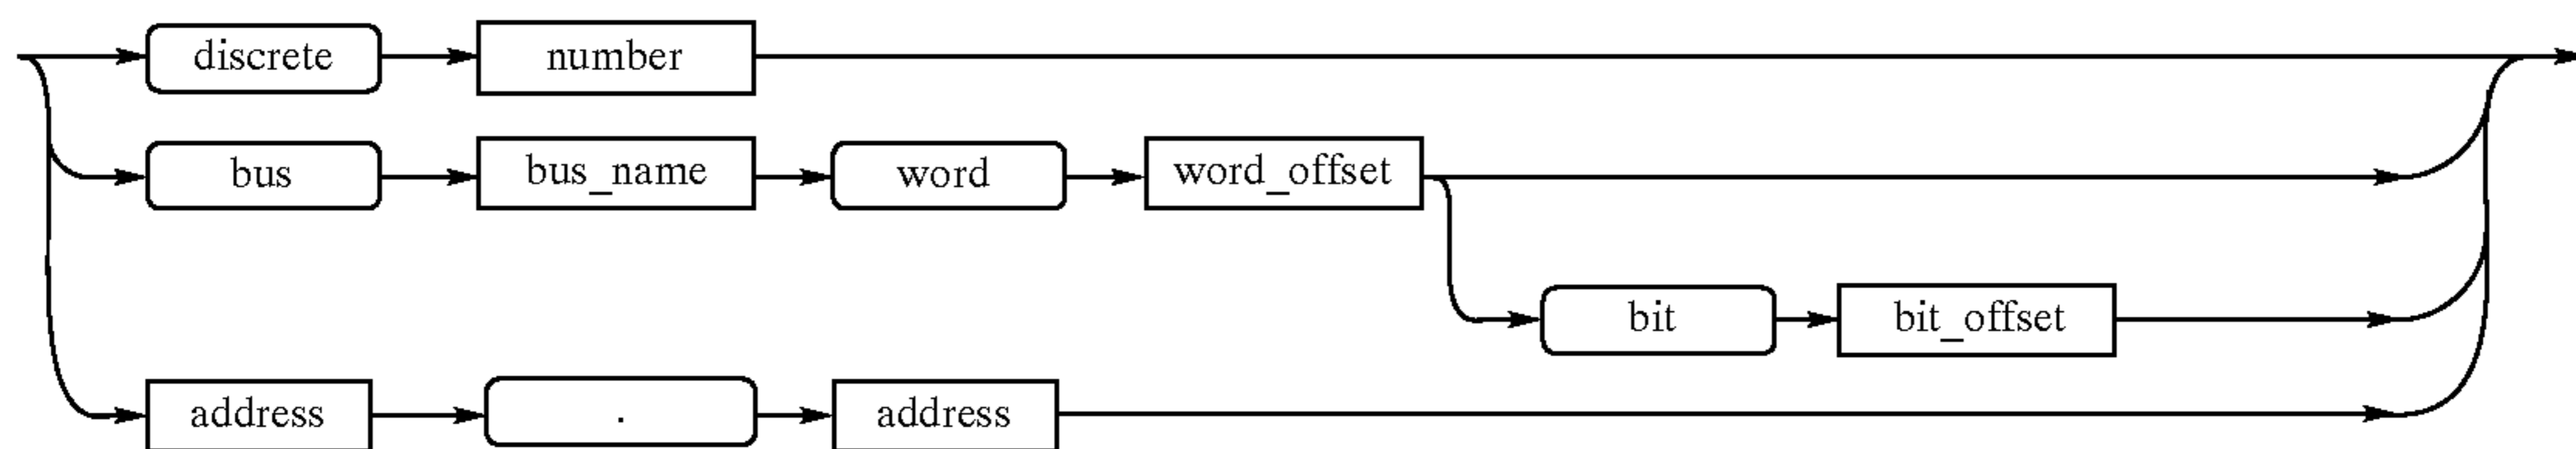 discrete number
bus bus_name word word_offset
bit bit_offset
address . address